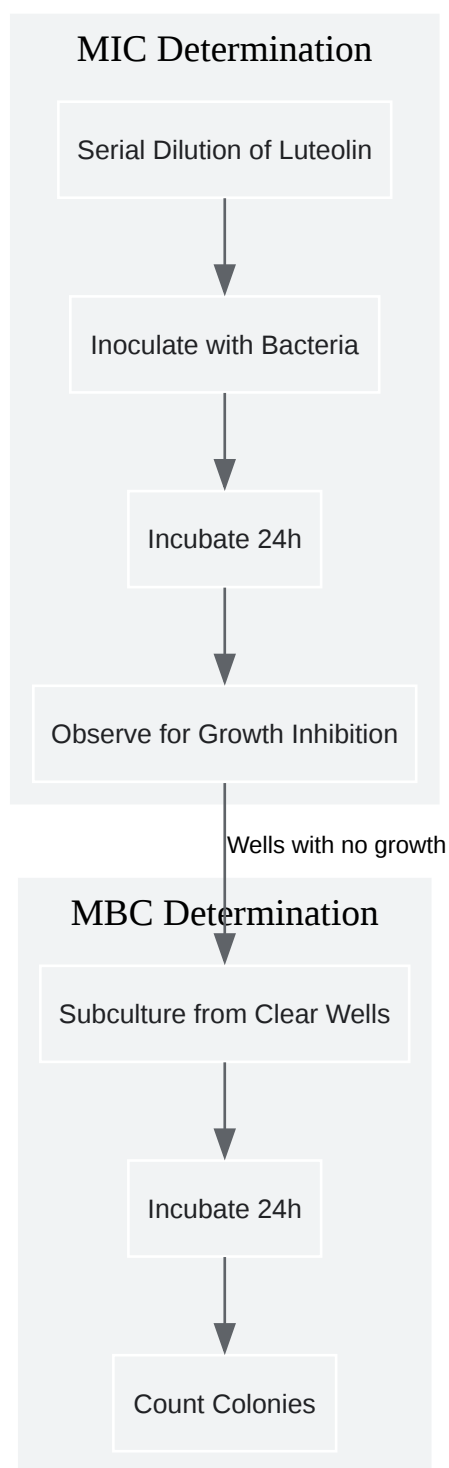 MIC Determination
Serial Dilution of Luteolin
Inoculate with Bacteria
Incubate 24h
Observe for Growth Inhibition
Wells with no growth
MBC Determination
Subculture from Clear Wells
Incubate 24h
Count Colonies